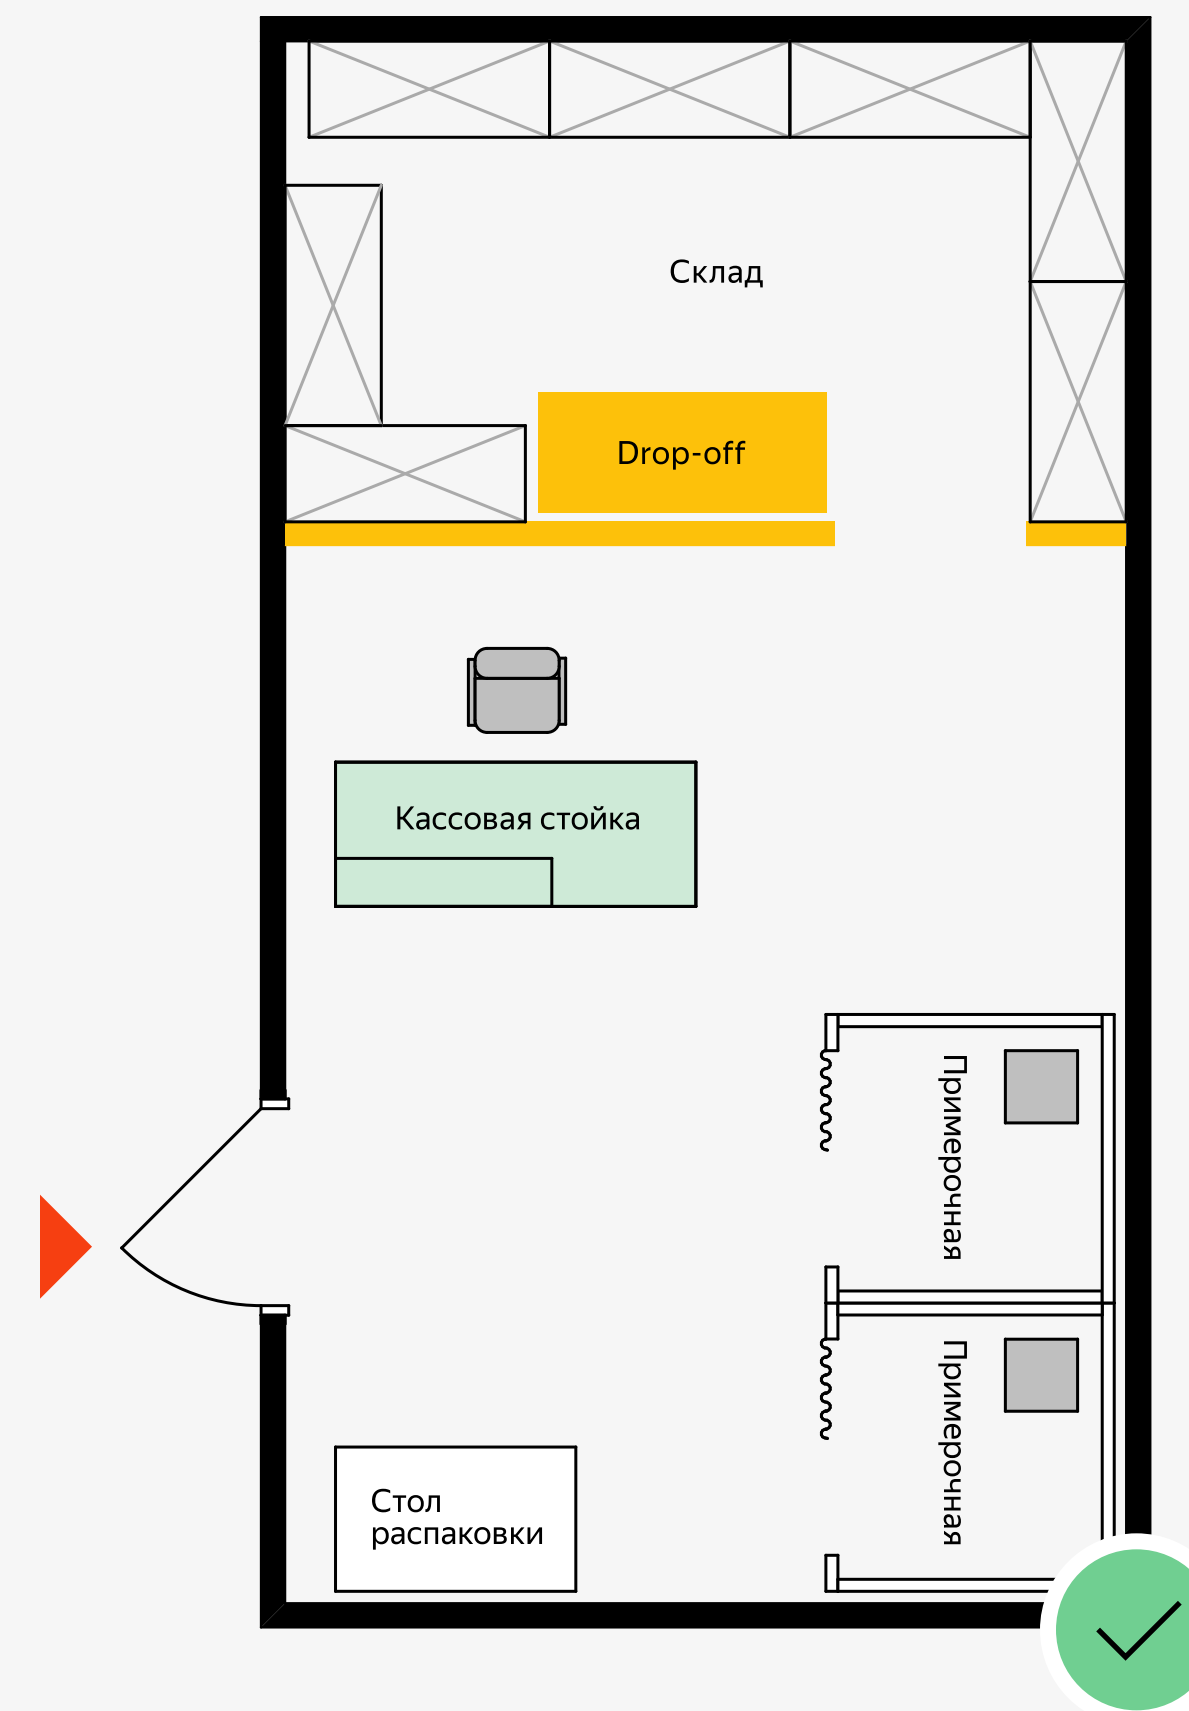 Склад
Drop-off
Кассовая стойка
Примерочная
Примерочная
Стол
распаковки